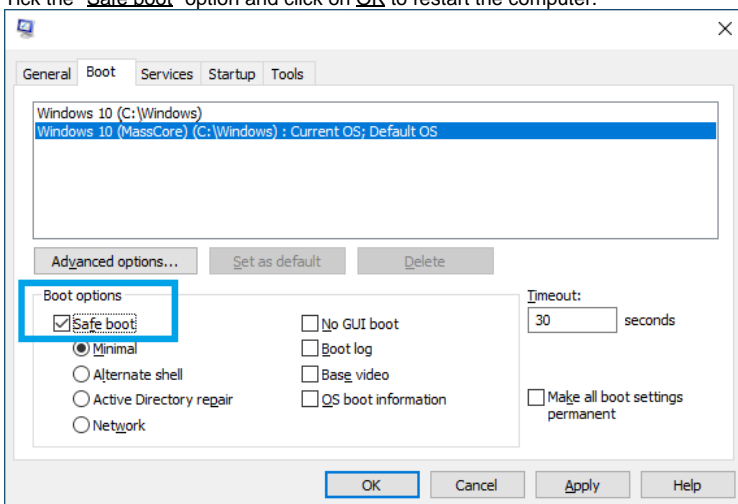 Tick the "Safe boot" option and click on OK to restart the computer.
General Boot Services Startup Tools
Windows 10 (C:\Windows)
Windows 10 (MassCore) (C:\Windows) : Current OS; Default OS
Advanced options... Set as default Delete
Boot options
Timeout:
Safe boot No GUI boot 30 seconds
Minimal Boot log
Alternate shell Base video
Active Directory repair OS boot information Make all boot settings
permanent
Network
OK Cancel Apply Help